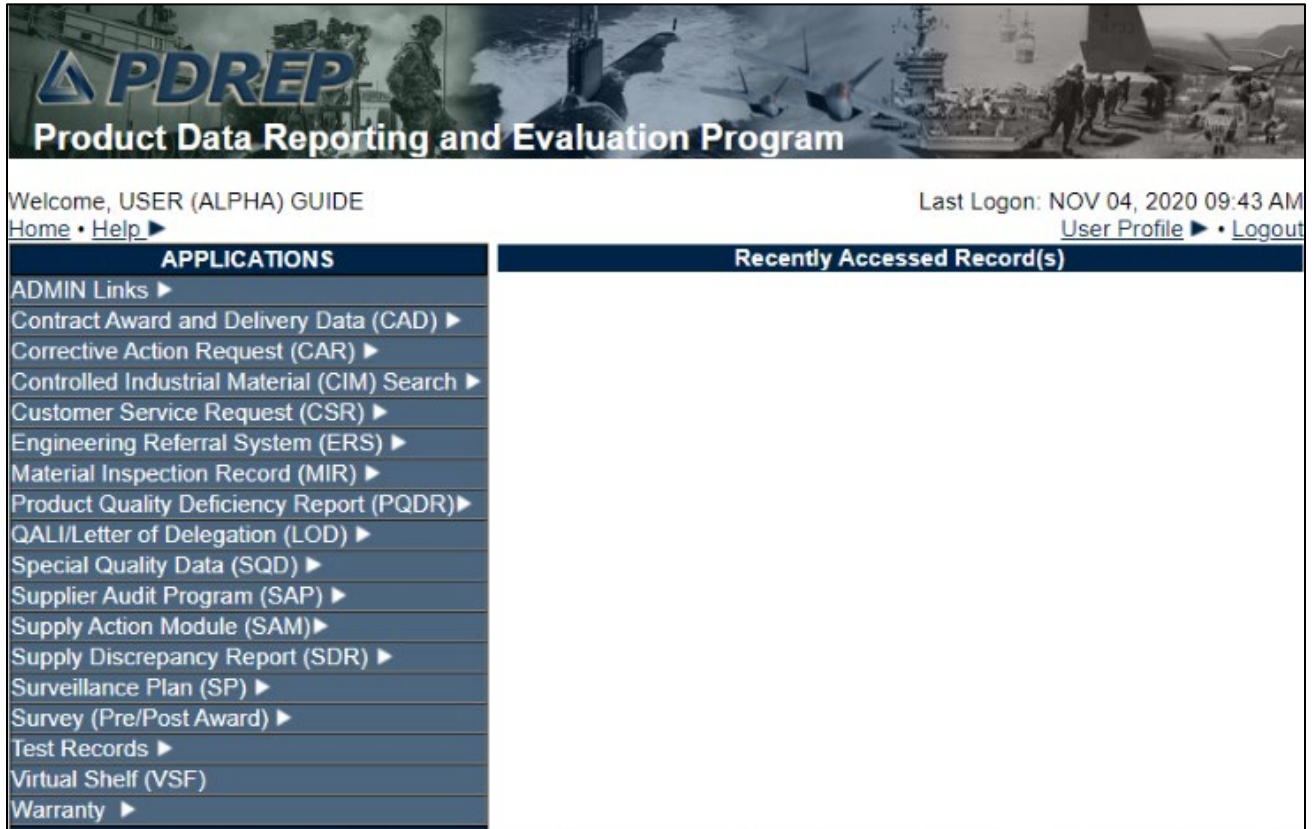 PDREP
Product Data Reporting and Evaluation Program
Welcome, USER (ALPHA) GUIDE
Last Logon: NOV 04, 2020 09:43 AM
Home • Help ▶
User Profile ▶ • Logout
APPLICATIONS
ADMIN Links ▶
Contract Award and Delivery Data (CAD) ▶
Corrective Action Request (CAR) ▶
Controlled Industrial Material (CIM) Search ▶
Customer Service Request (CSR) ▶
Engineering Referral System (ERS) ▶
Material Inspection Record (MIR) ▶
Product Quality Deficiency Report (PQDR)▶
QALI/Letter of Delegation (LOD) ▶
Special Quality Data (SQD) ▶
Supplier Audit Program (SAP) ▶
Supply Action Module (SAM)▶
Supply Discrepancy Report (SDR) ▶
Surveillance Plan (SP) ▶
Survey (Pre/Post Award) ▶
Test Records ▶
Virtual Shelf (VSF)
Warranty ▶
Recently Accessed Record(s)